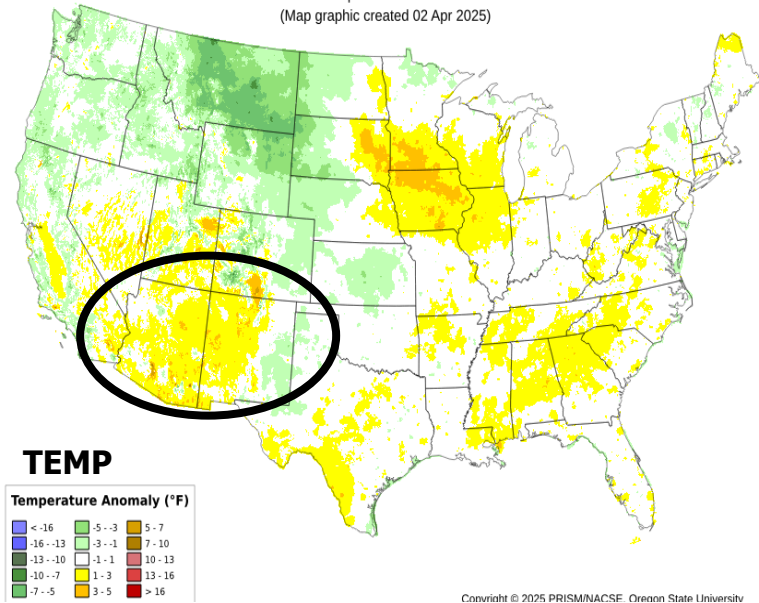 (Map graphic created 02 Apr 2025)
TEMP
Temperature Anomaly (°F)
< -16 -5 - -3 5 - 7
-16 - -13 -3 - -1 7 - 10
-13 - -10 -1 - 1 10 - 13
-10 - -7 1 - 3 13 - 16
-7 - -5 3 - 5 > 16
Copyright © 2025 PRISM/NACSE, Oregon State University